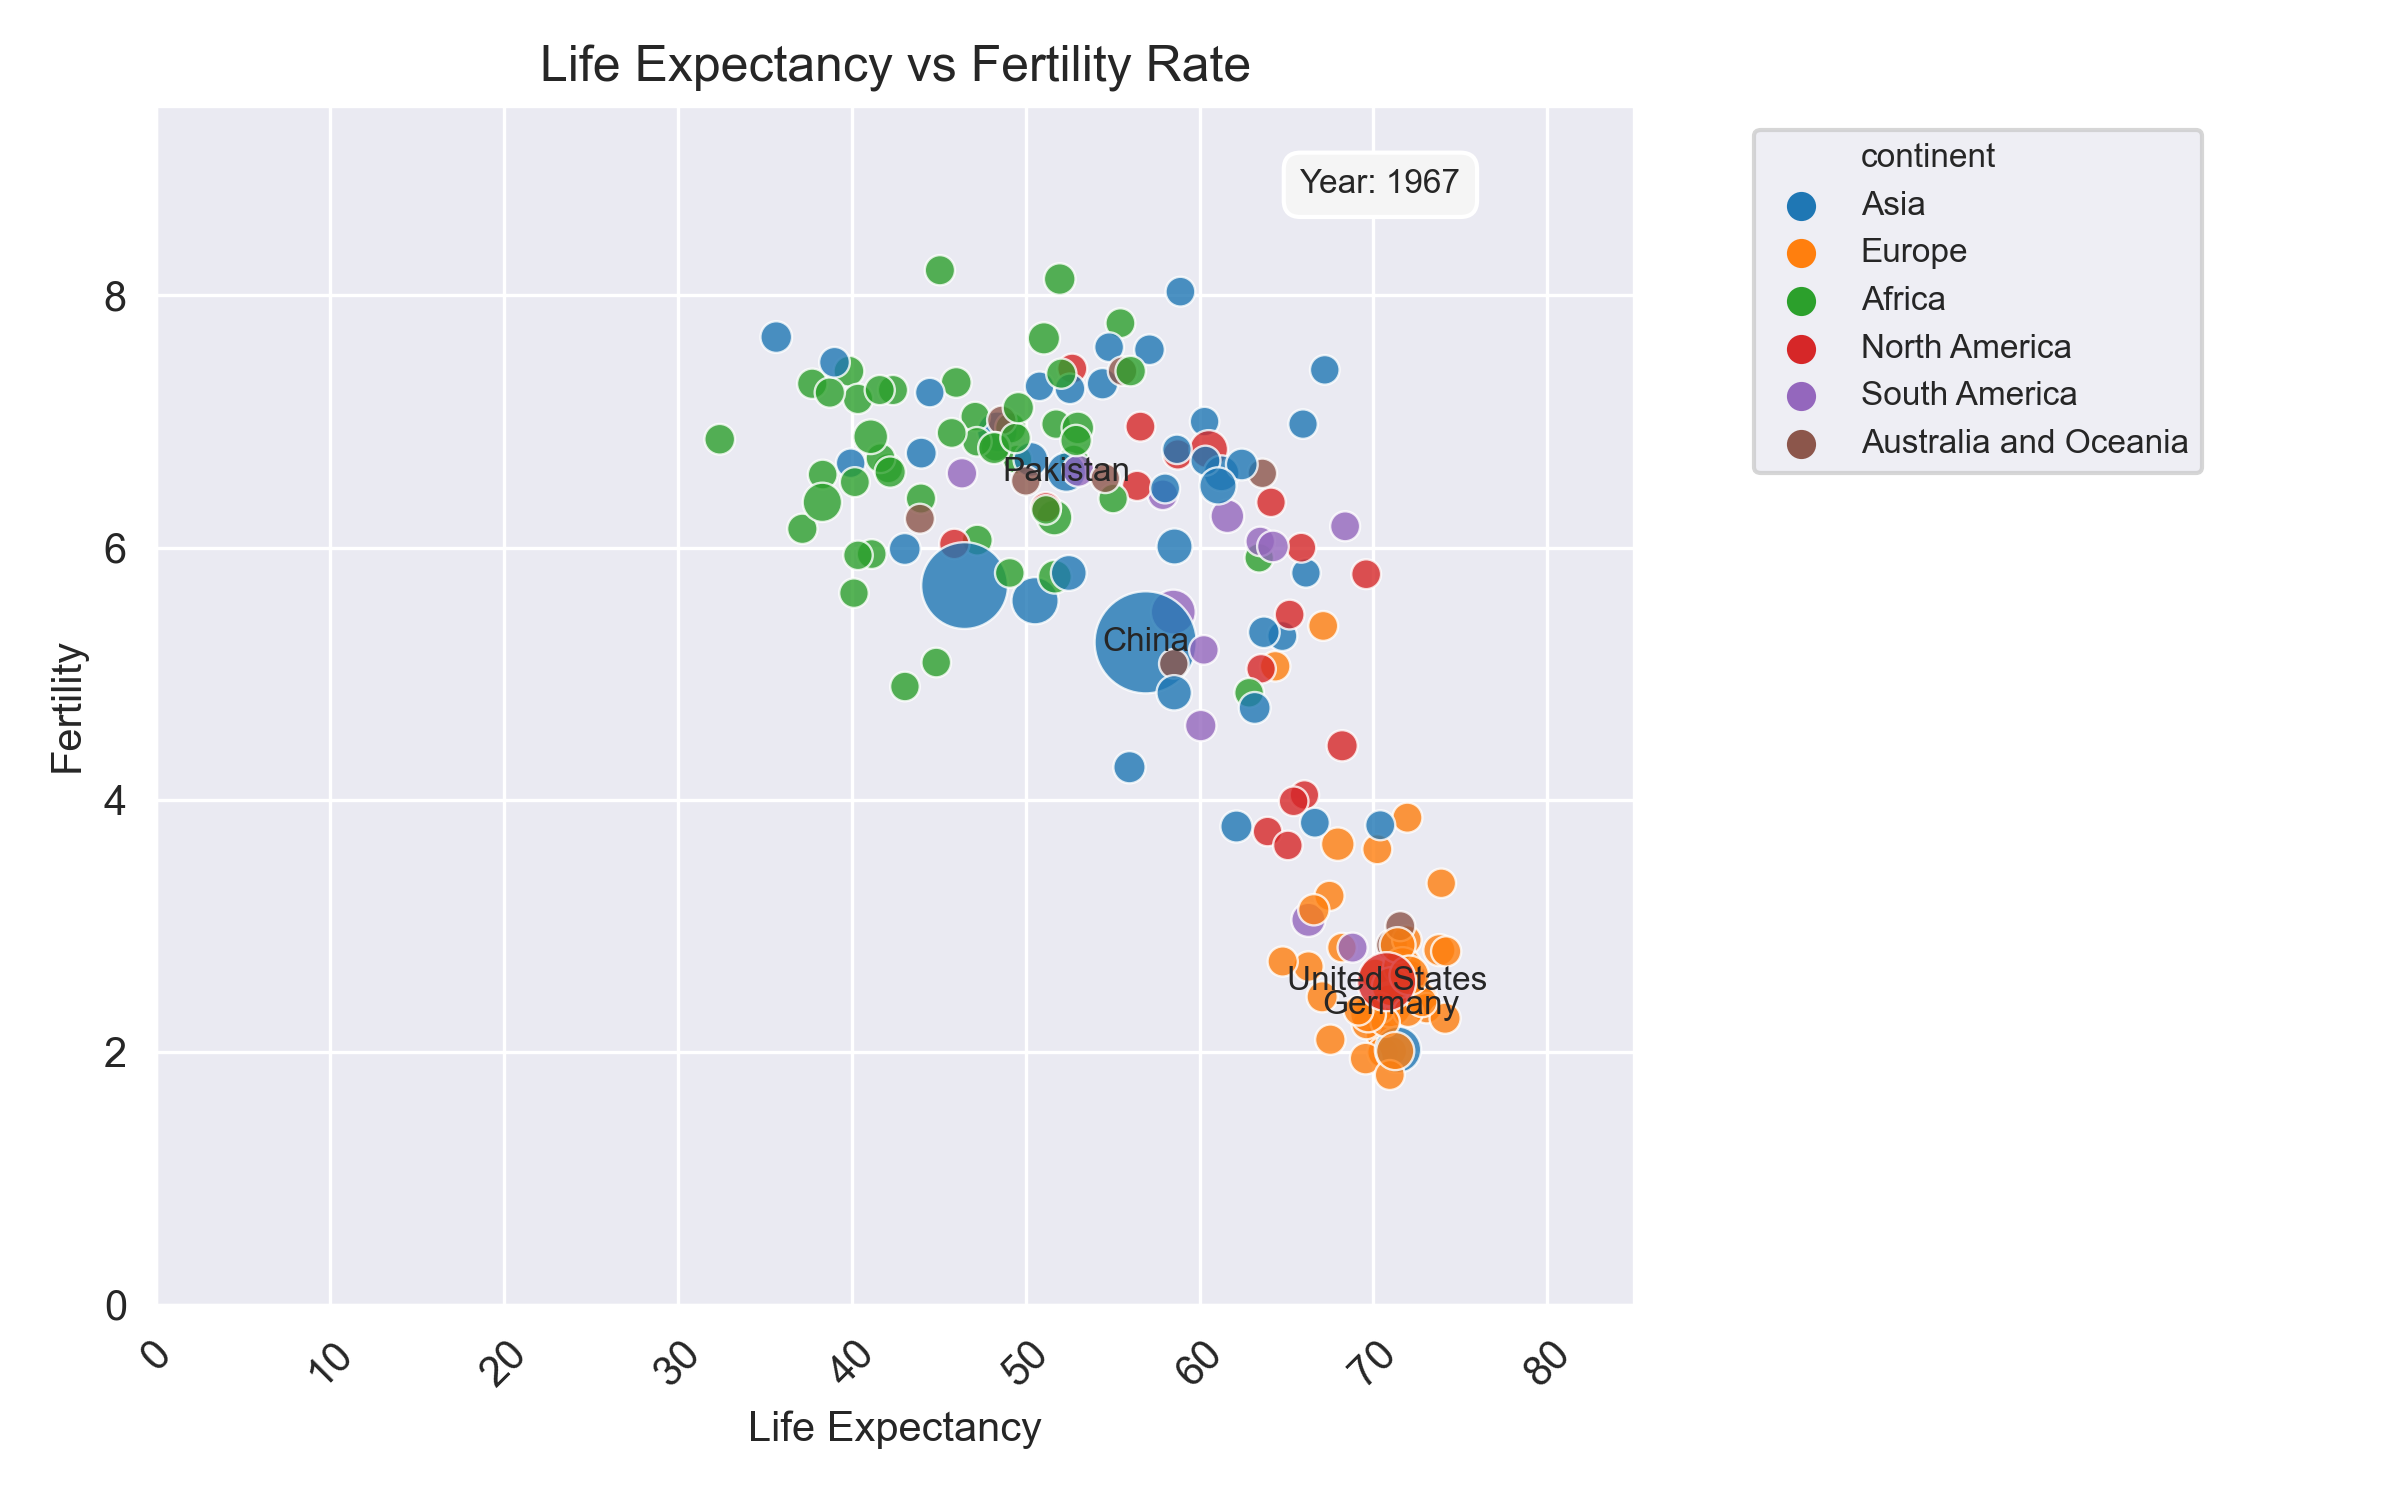 Life Expectancy vs Fertility Rate
Year: 1967
continent
Asia
Europe
Africa
North America
South America
Australia and Oceania
Pakistan
China
United States
Germany
Fertility
8
6
4
2
0
0
10
20
30
40
50
60
70
80
Life Expectancy